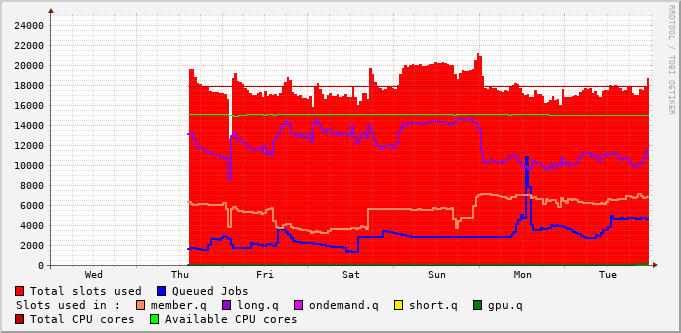 24000
22000
20000
18000
16000
14000
12000
10000
8000
6000
4000
2000
0
Wed Thu Fri Sat Sun Mon Tue
Total slots used Queued Jobs
Slots used in : member.q long.q ondemand.q short.q gpu.q
Total CPU cores Available CPU cores
RRDTOOL / TOBI OETIKER